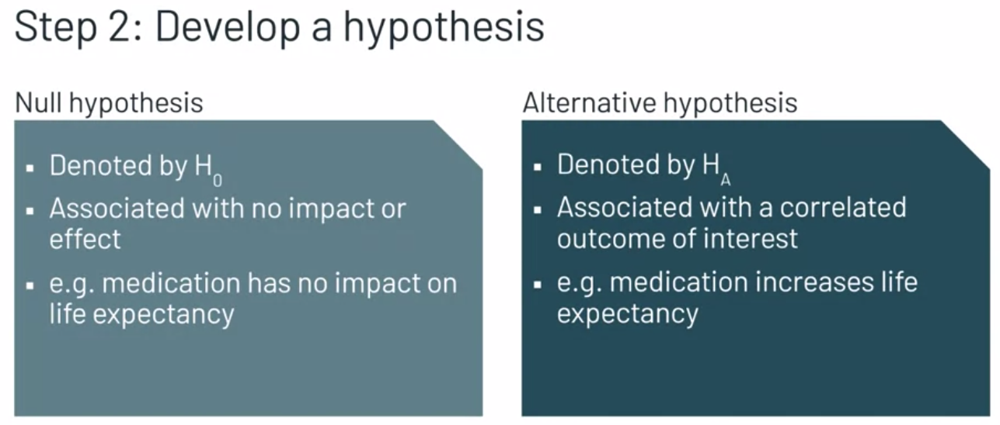 Step 2: Develop a hypothesis
Null hypothesis
▪ Denoted by H₀
▪ Associated with no impact or
effect
▪ e.g. medication has no impact on
life expectancy
Alternative hypothesis
▪ Denoted by H_A
▪ Associated with a correlated
outcome of interest
▪ e.g. medication increases life
expectancy